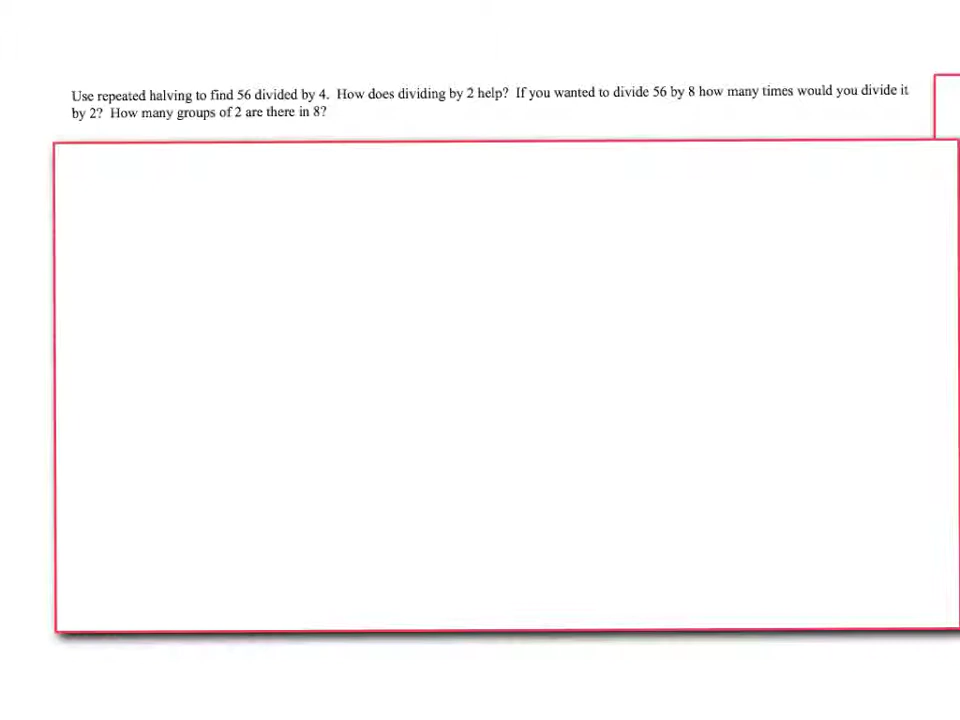 Use repeated halving to find 56 divided by 4.  How does dividing by 2 help?  If you wanted to divide 56 by 8 how many times would you divide it
by 2?  How many groups of 2 are there in 8?